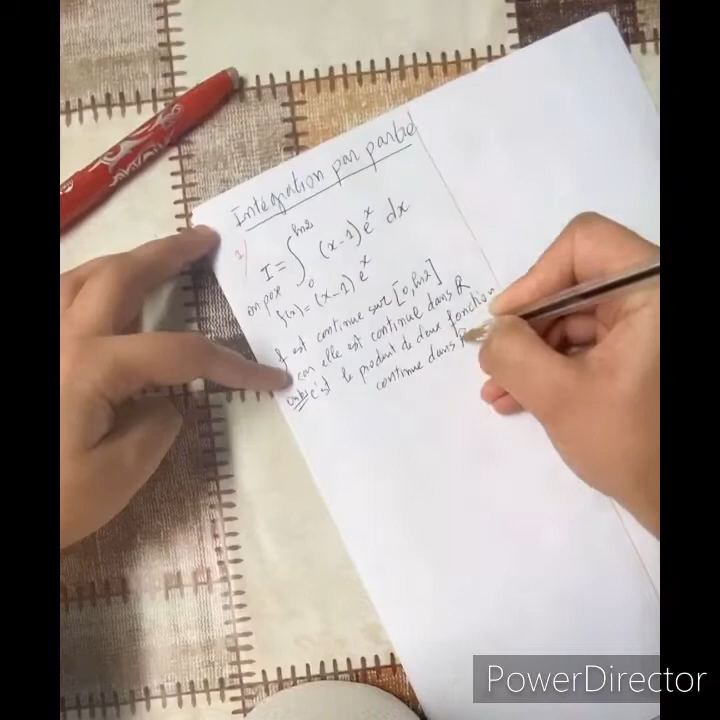 Intégration par partie
1)
I = ∫₀^ln2 (x-1) e^x dx
on pose
f(x) = (x-1) e^x
f est continue sur [0, ln2]
car elle est continue dans R
c'est le produit de deux fonction
continue dans R
PowerDirector